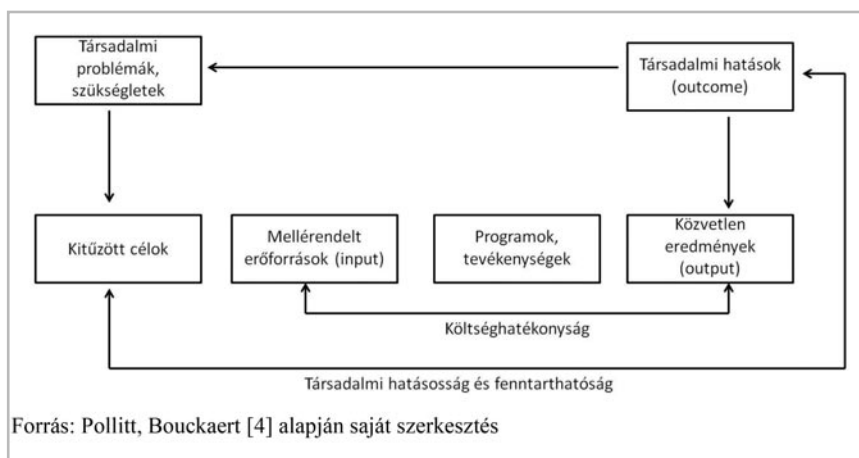 Társadalmi
problémák,
szükségletek
Társadalmi hatások
(outcome)
Kitűzött célok
Mellérendelt
erőforrások (input)
Programok,
tevékenységek
Közvetlen
eredmények
(output)
Költséghatékonyság
Társadalmi hatásosság és fenntarthatóság
Forrás: Pollitt, Bouckaert [4] alapján saját szerkesztés